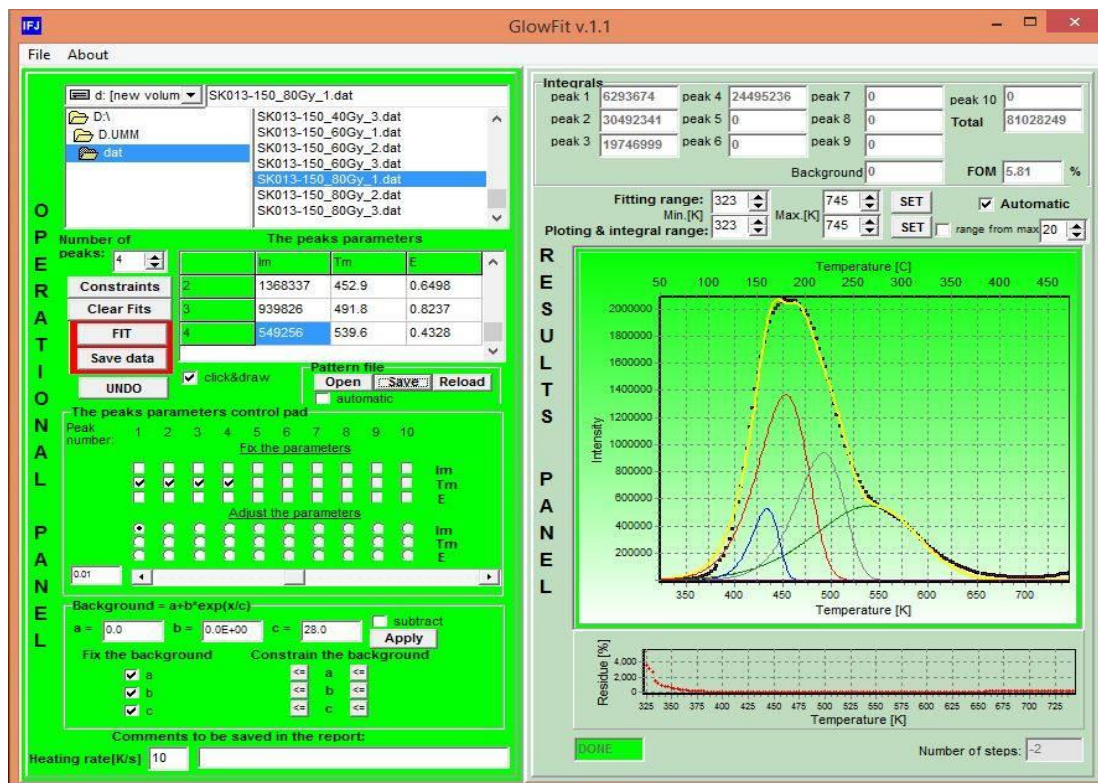 IFJ
GlowFit v.1.1
File About
d: [new volum
SK013-150_80Gy_1.dat
D:\
D.UMM
dat
SK013-150_40Gy_3.dat
SK013-150_60Gy_1.dat
SK013-150_60Gy_2.dat
SK013-150_60Gy_3.dat
SK013-150_80Gy_1.dat
SK013-150_80Gy_2.dat
SK013-150_80Gy_3.dat
OPERATIONAL PANEL
Number of peaks: 4
The peaks parameters
Im Tm E
2 1368337 452.9 0.6498
3 939826 491.8 0.8237
4 549256 539.6 0.4328
Constraints
Clear Fits
FIT
Save data
UNDO
click&draw
Pattern file
Open Save Reload
automatic
The peaks parameters control pad
Peak number: 1 2 3 4 5 6 7 8 9 10
Fix the parameters
Im
Tm
E
Adjust the parameters
Im
Tm
E
0.01
Background = a+b*exp(x/c)
a = 0.0 b = 0.0E+00 c = 28.0
subtract
Apply
Fix the background Constrain the background
a <= a <=
b <= b <=
c <= c <=
Comments to be saved in the report:
Heating rate[K/s] 10
Integrals
peak 1 6293674 peak 4 24495236 peak 7 0 peak 10 0
peak 2 30492341 peak 5 0 peak 8 0 Total 81028249
peak 3 19746999 peak 6 0 peak 9 0
Background 0 FOM 5.81 %
Fitting range: 323 745 SET Automatic
Min.[K] Max.[K]
Ploting & integral range: 323 745 SET range from max 20
RESULTS PANEL
Temperature [C]
50 100 150 200 250 300 350 400 450
Intensity
2000000
1800000
1600000
1400000
1200000
1000000
800000
600000
400000
200000
350 400 450 500 550 600 650 700
Temperature [K]
Residue [%]
4,000
2,000
0
325 350 375 400 425 450 475 500 525 550 575 600 625 650 675 700 725
Temperature [K]
DONE
Number of steps: -2